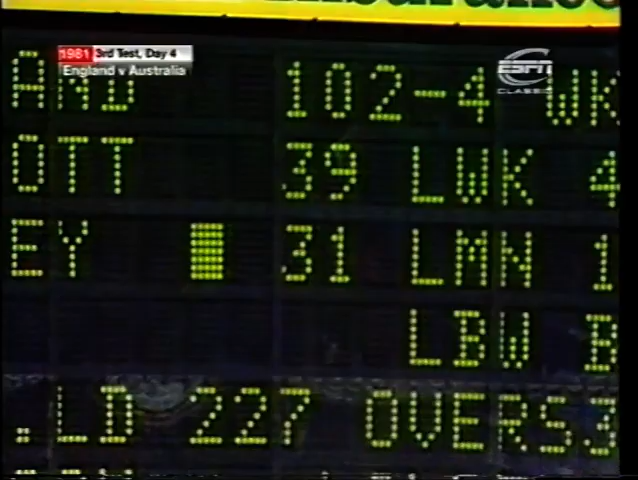 1981 3rd Test, Day 4
England v Australia
ESPN
CLASSIC
AND 102-4 WK
OTT 39 LWK 4
EY 31 LMN 1
LBW B
.LD 227 OVERS3